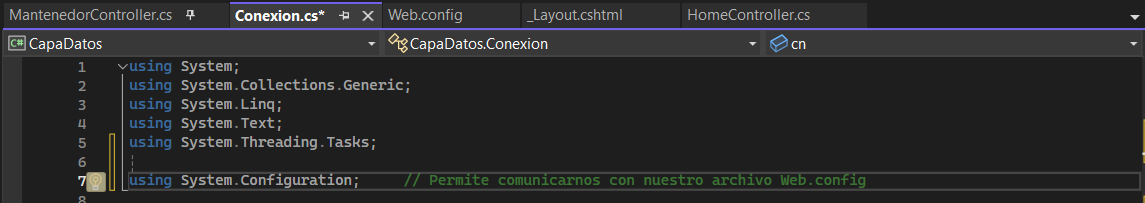 MantenedorController.cs Conexion.cs* Web.config _Layout.cshtml HomeController.cs
C# CapaDatos CapaDatos.Conexion cn
1 using System;
2 using System.Collections.Generic;
3 using System.Linq;
4 using System.Text;
5 using System.Threading.Tasks;
6
7 using System.Configuration; // Permite comunicarnos con nuestro archivo Web.config
8